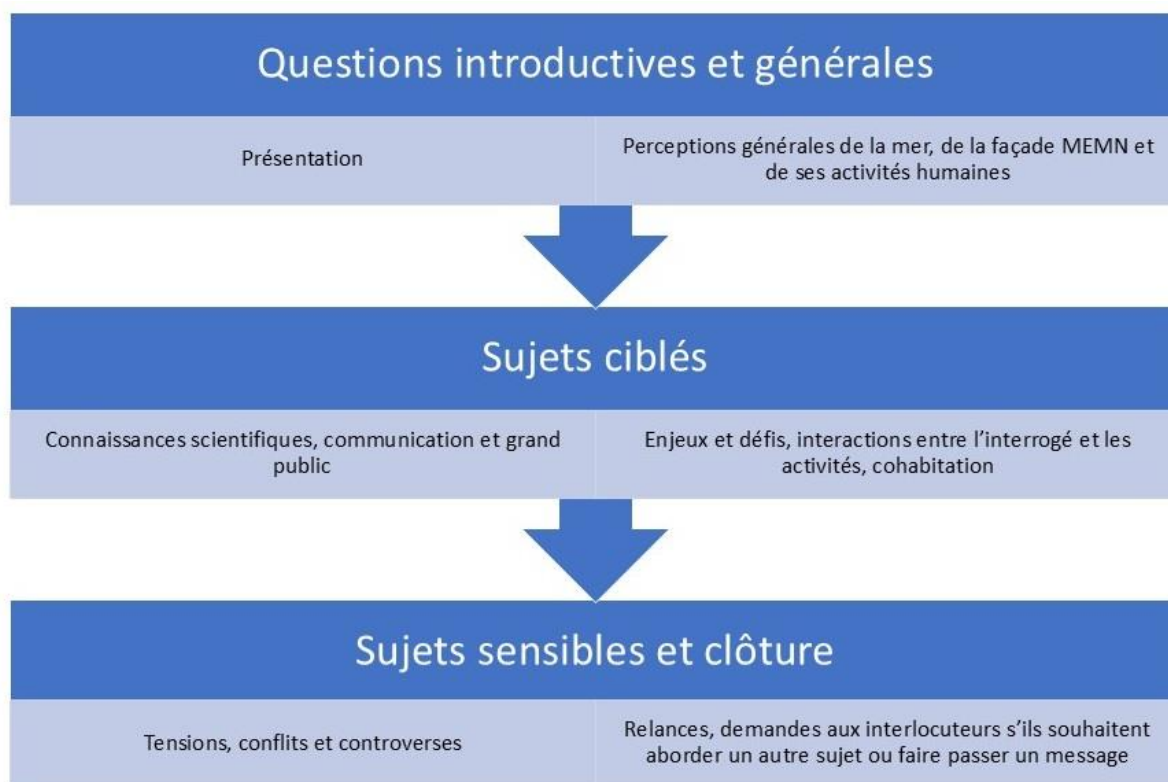 Questions introductives et générales
Présentation
Perceptions générales de la mer, de la façade MEMN et
de ses activités humaines
Sujets ciblés
Connaissances scientifiques, communication et grand
public
Enjeux et défis, interactions entre l'interrogé et les
activités, cohabitation
Sujets sensibles et clôture
Tensions, conflits et controverses
Relances, demandes aux interlocuteurs s'ils souhaitent
aborder un autre sujet ou faire passer un message